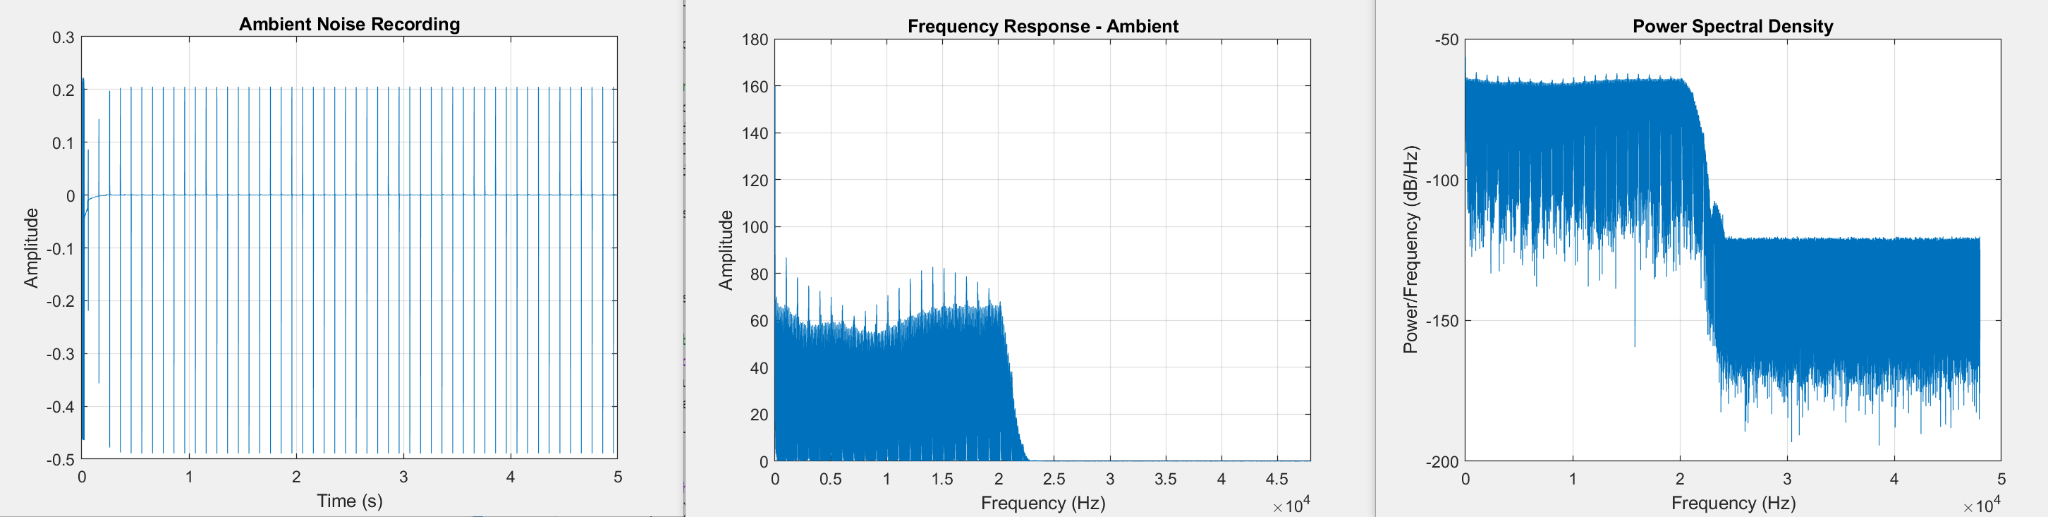 Ambient Noise Recording
0.3
0.2
0.1
0
-0.1
-0.2
-0.3
-0.4
-0.5
Amplitude
0 1 2 3 4 5
Time (s)
Frequency Response - Ambient
180
160
140
120
100
80
60
40
20
0
Amplitude
0 0.5 1 1.5 2 2.5 3 3.5 4 4.5
Frequency (Hz)
×10⁴
Power Spectral Density
-50
-100
-150
-200
Power/Frequency (dB/Hz)
0 1 2 3 4 5
Frequency (Hz)
×10⁴